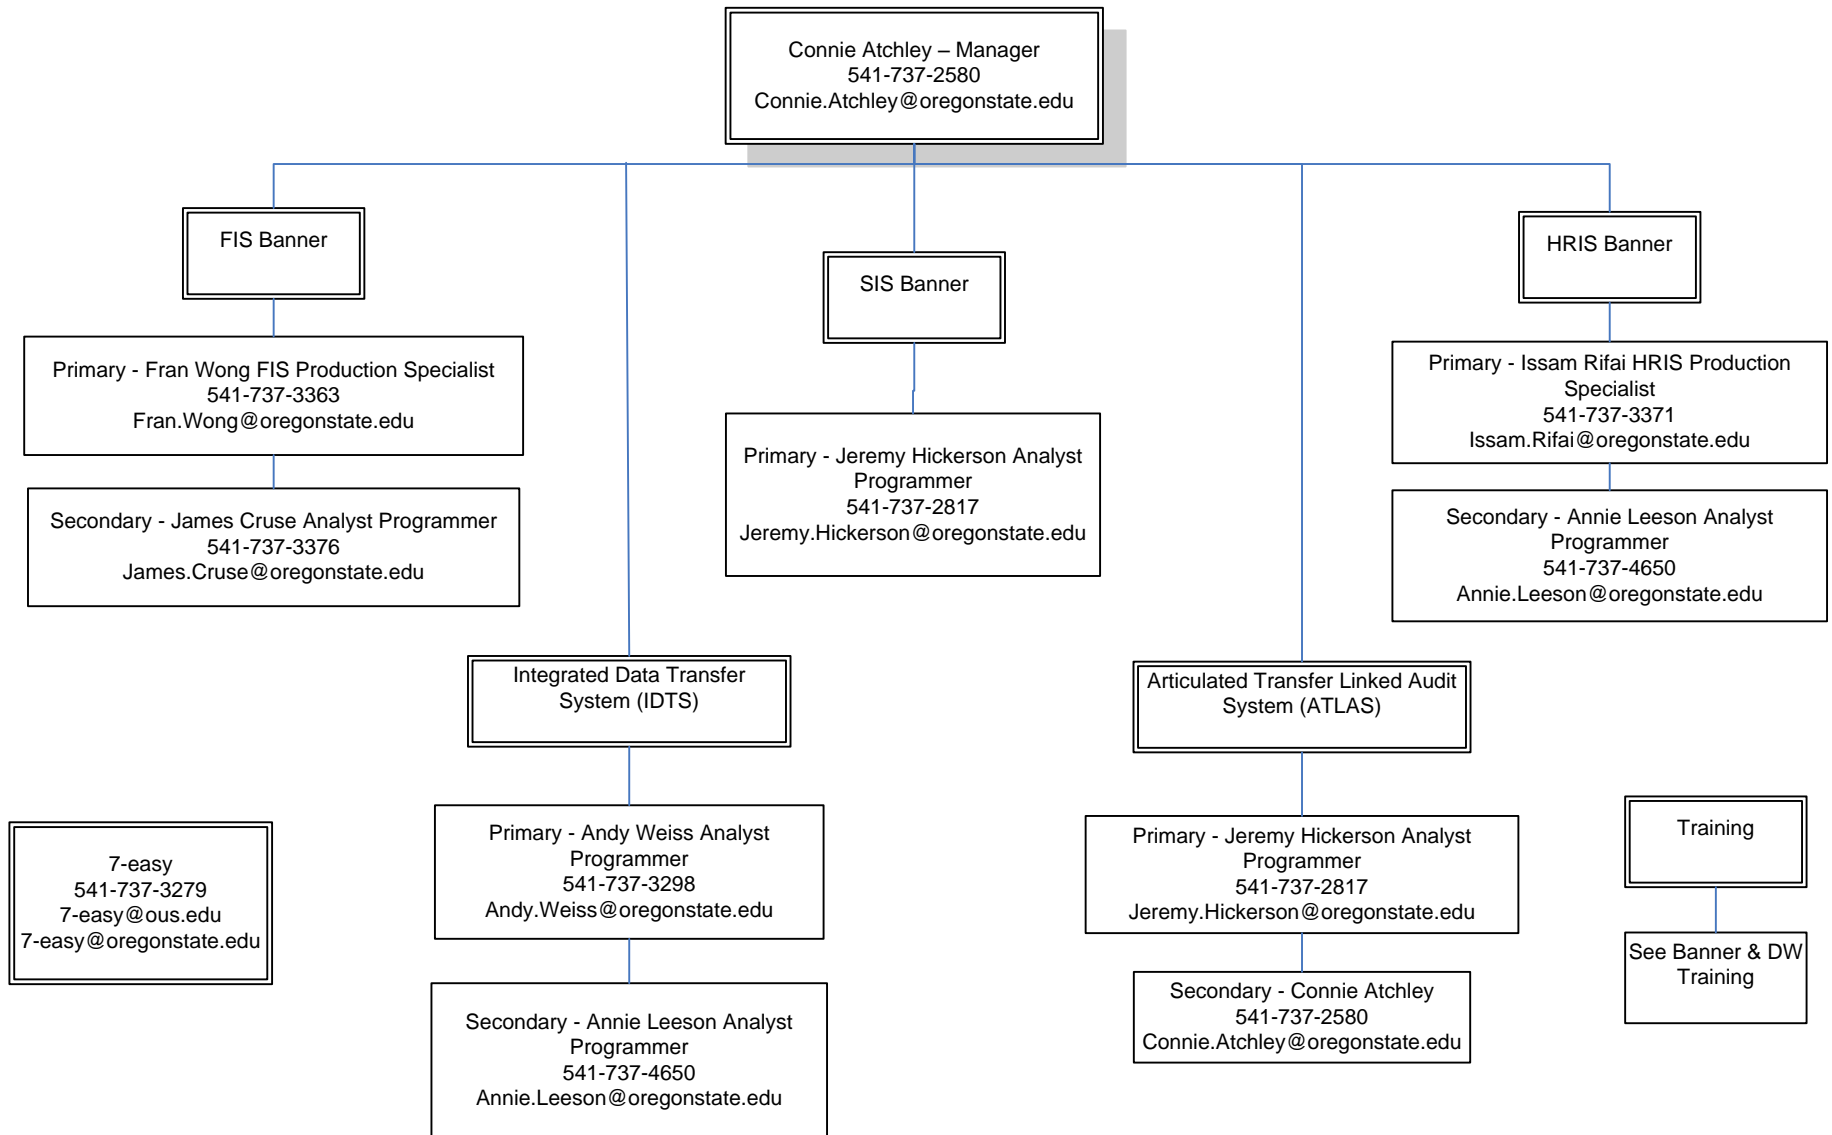 Connie Atchley – Manager
541-737-2580
Connie.Atchley@oregonstate.edu
FIS Banner
Primary - Fran Wong FIS Production Specialist
541-737-3363
Fran.Wong@oregonstate.edu
Secondary - James Cruse Analyst Programmer
541-737-3376
James.Cruse@oregonstate.edu
SIS Banner
Primary - Jeremy Hickerson Analyst
Programmer
541-737-2817
Jeremy.Hickerson@oregonstate.edu
HRIS Banner
Primary - Issam Rifai HRIS Production
Specialist
541-737-3371
Issam.Rifai@oregonstate.edu
Secondary - Annie Leeson Analyst
Programmer
541-737-4650
Annie.Leeson@oregonstate.edu
Integrated Data Transfer
System (IDTS)
Primary - Andy Weiss Analyst
Programmer
541-737-3298
Andy.Weiss@oregonstate.edu
Secondary - Annie Leeson Analyst
Programmer
541-737-4650
Annie.Leeson@oregonstate.edu
Articulated Transfer Linked Audit
System (ATLAS)
Primary - Jeremy Hickerson Analyst
Programmer
541-737-2817
Jeremy.Hickerson@oregonstate.edu
Secondary - Connie Atchley
541-737-2580
Connie.Atchley@oregonstate.edu
7-easy
541-737-3279
7-easy@ous.edu
7-easy@oregonstate.edu
Training
See Banner & DW
Training